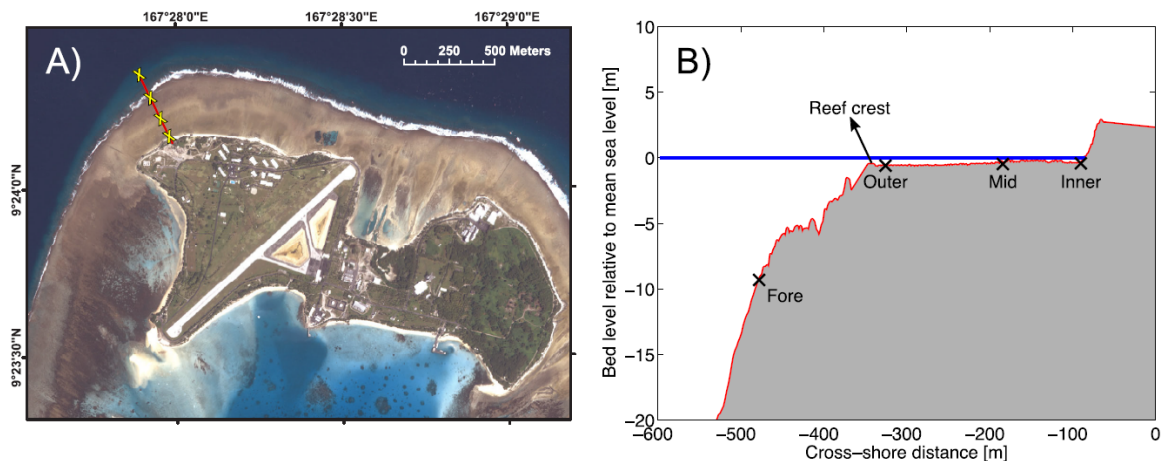 167°28'0"E
167°28'30"E
167°29'0"E
A)
0 250 500 Meters
9°24'0"N
9°23'30"N
B)
10
5
0
−5
−10
−15
−20
Bed level relative to mean sea level [m]
Reef crest
Outer
Mid
Inner
Fore
−600
−500
−400
−300
−200
−100
0
Cross−shore distance [m]